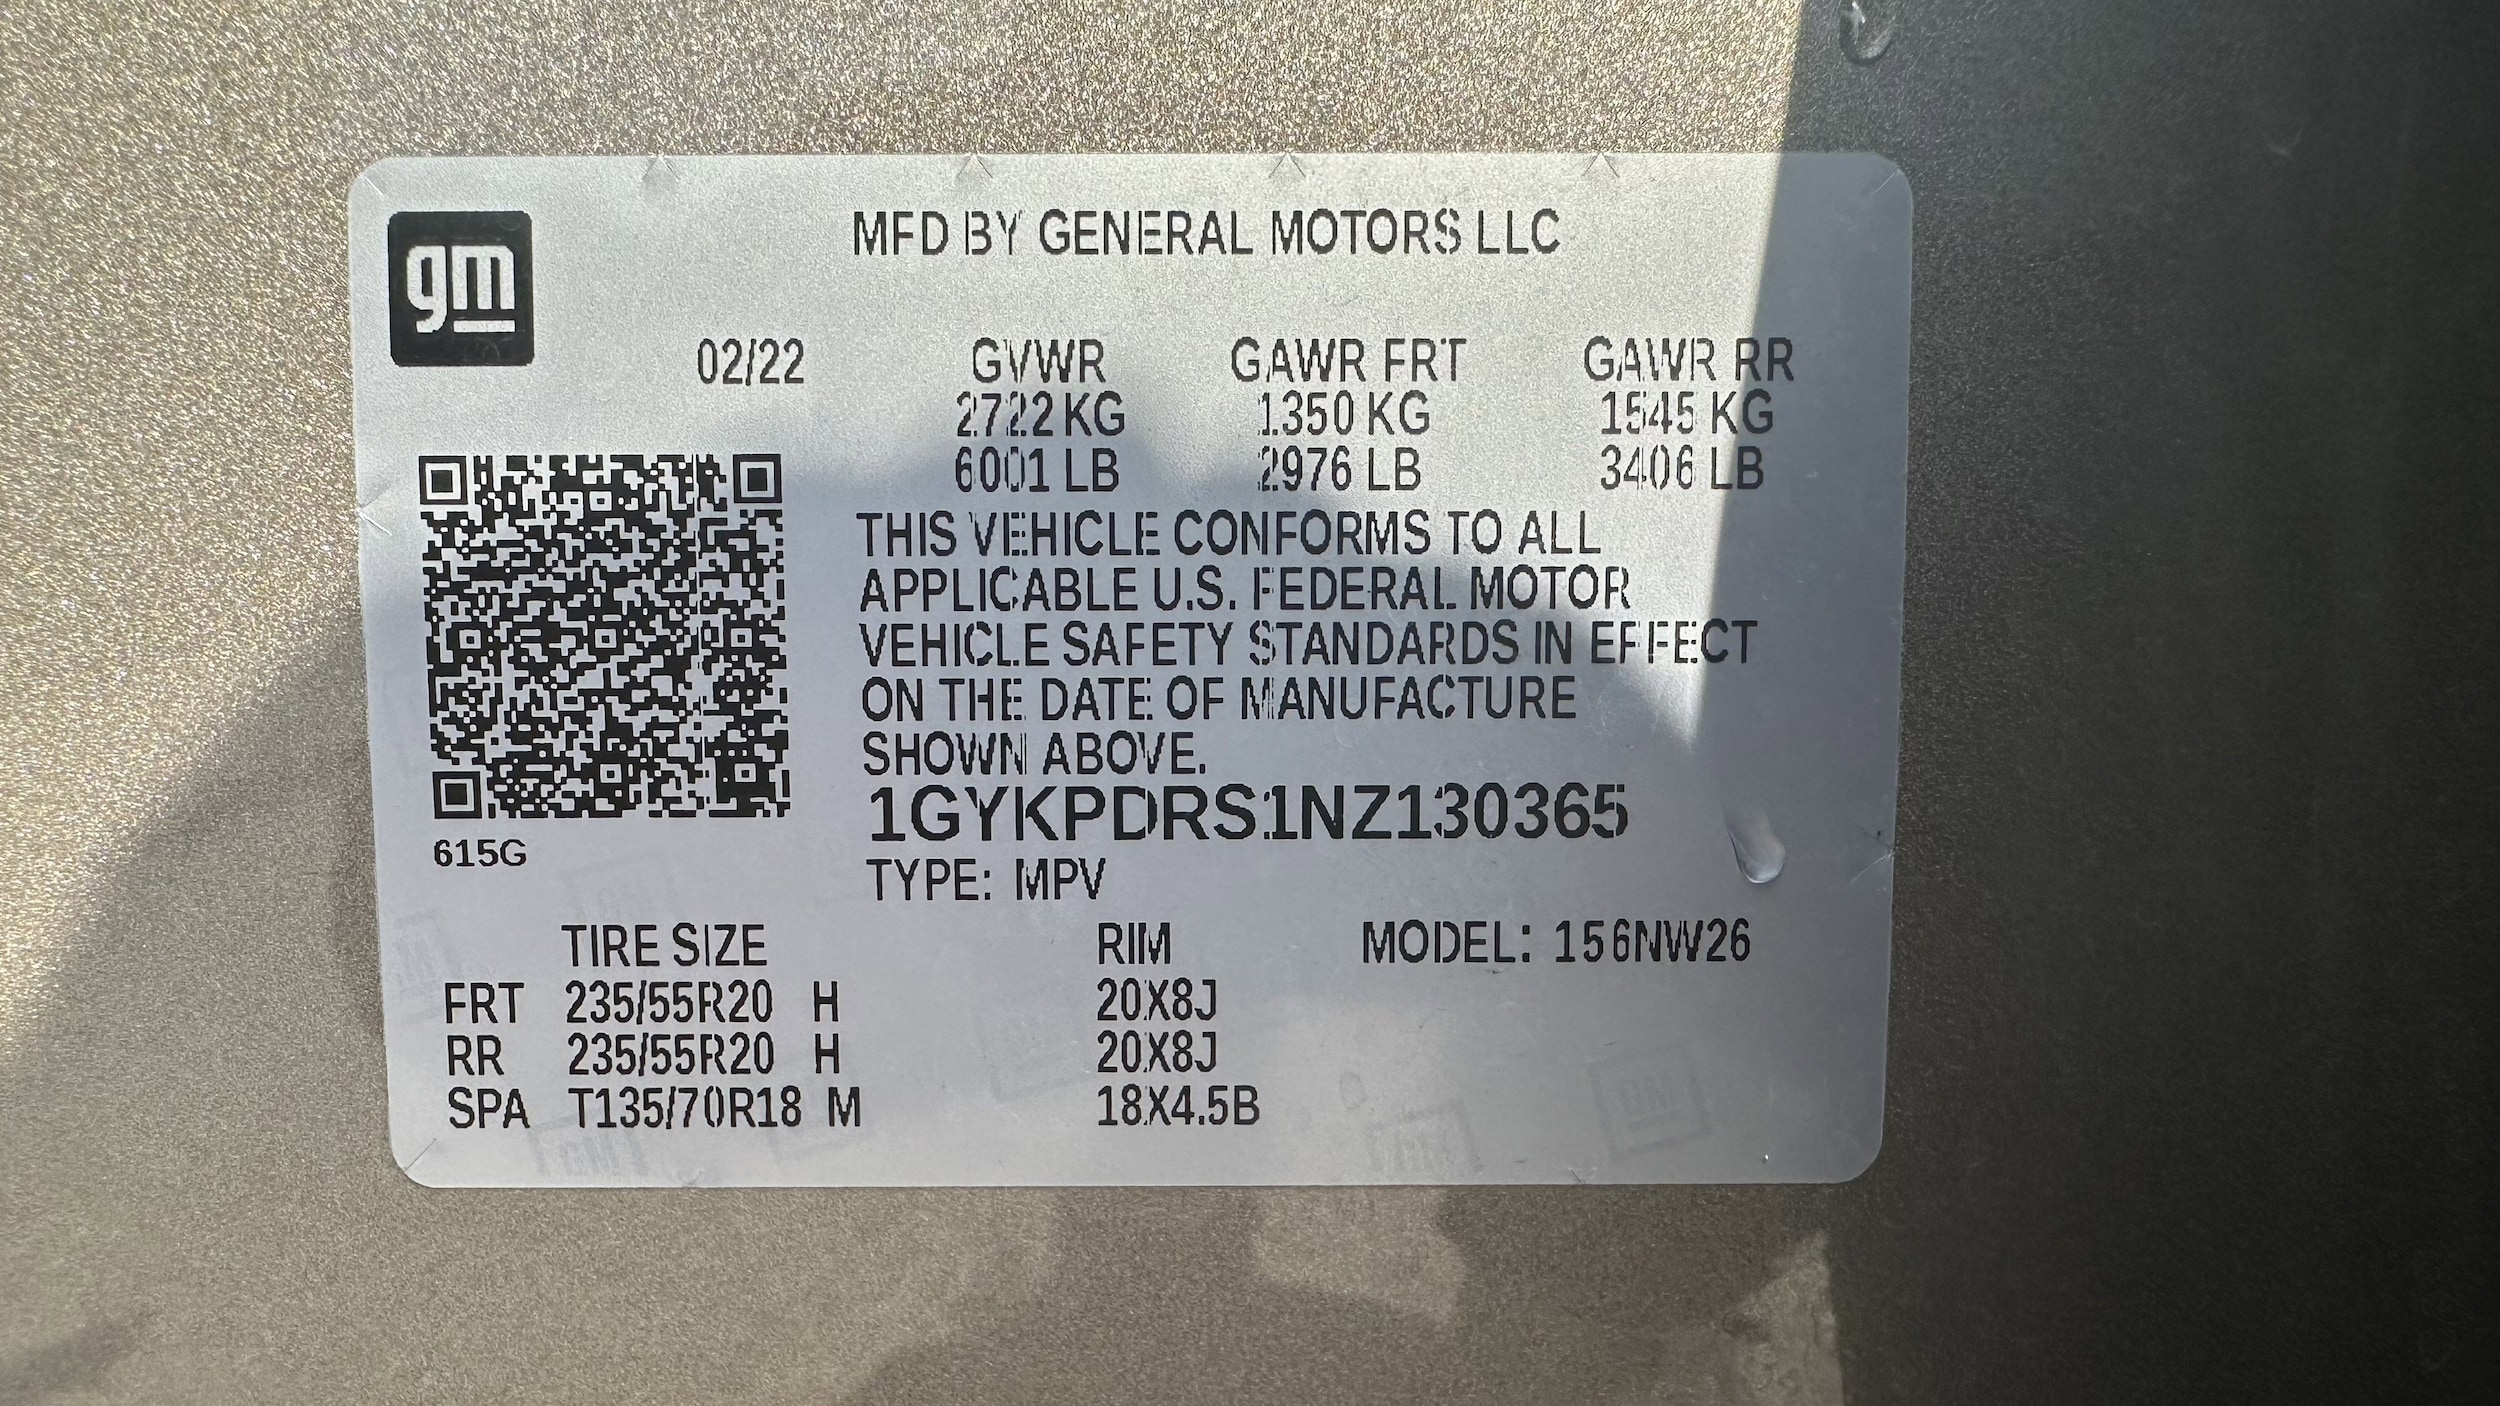 gm
MFD BY GENERAL MOTORS LLC
02/22 GVWR GAWR FRT GAWR RR
2722 KG 1350 KG 1545 KG
6001 LB 2976 LB 3406 LB
THIS VEHICLE CONFORMS TO ALL
APPLICABLE U.S. FEDERAL MOTOR
VEHICLE SAFETY STANDARDS IN EFFECT
ON THE DATE OF MANUFACTURE
SHOWN ABOVE.
1GYKPDRS1NZ130365
615G
TYPE: MPV
TIRE SIZE RIM MODEL: 156NW26
FRT 235/55R20 H 20X8J
RR 235/55R20 H 20X8J
SPA T135/70R18 M 18X4.5B